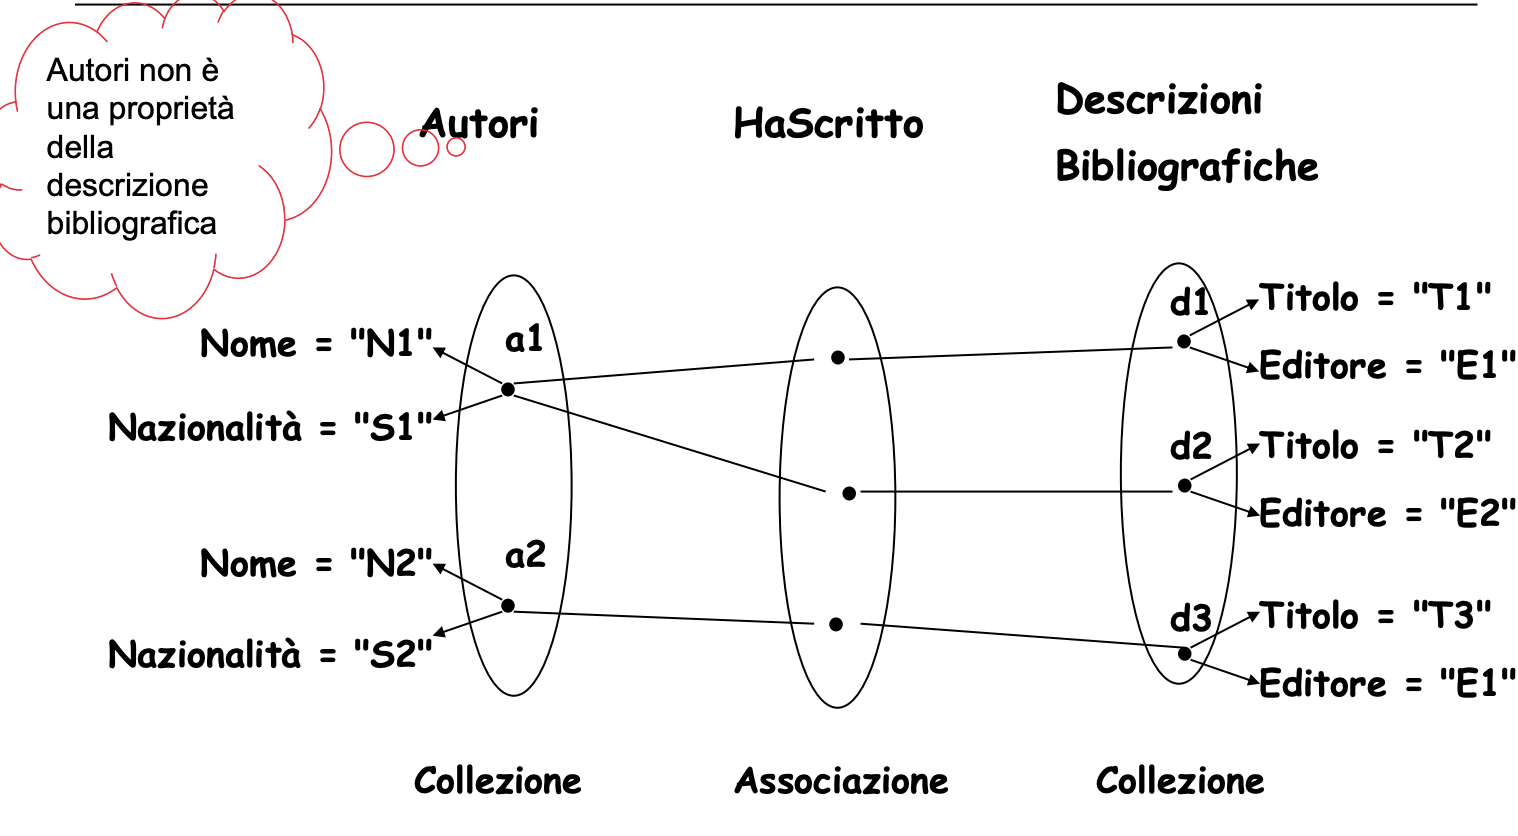 Autori non è
una proprietà
della
descrizione
bibliografica
Autori
HaScritto
Descrizioni
Bibliografiche
Nome = "N1"
a1
Nazionalità = "S1"
Nome = "N2"
a2
Nazionalità = "S2"
d1
Titolo = "T1"
Editore = "E1"
d2
Titolo = "T2"
Editore = "E2"
d3
Titolo = "T3"
Editore = "E1"
Collezione
Associazione
Collezione